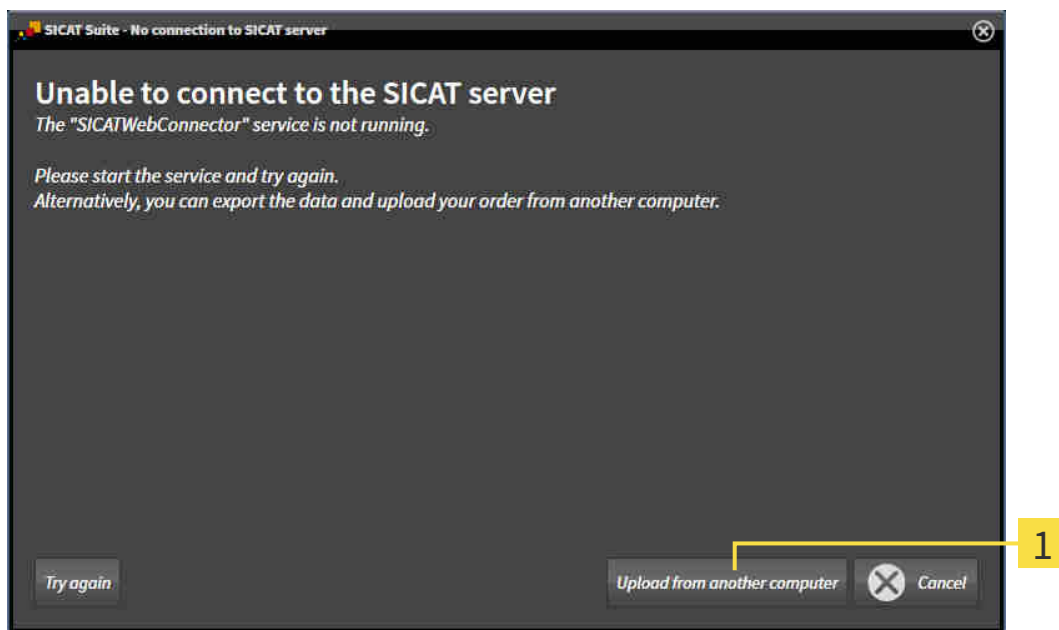 SICAT Suite - No connection to SICAT server
Unable to connect to the SICAT server
The "SICATWebConnector" service is not running.
Please start the service and try again.
Alternatively, you can export the data and upload your order from another computer.
1
Try again
Upload from another computer
Cancel